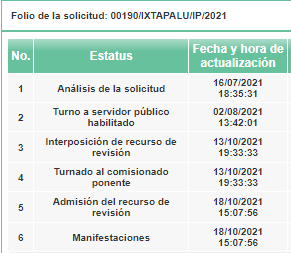 Folio de la solicitud: 00190/IXTAPALU/IP/2021
No. Estatus Fecha y hora de actualización
1 Análisis de la solicitud 16/07/2021 18:35:31
2 Turno a servidor público habilitado 02/08/2021 13:42:01
3 Interposición de recurso de revisión 13/10/2021 19:33:33
4 Turnado al comisionado ponente 13/10/2021 19:33:33
5 Admisión del recurso de revisión 18/10/2021 15:07:56
6 Manifestaciones 18/10/2021 15:07:56